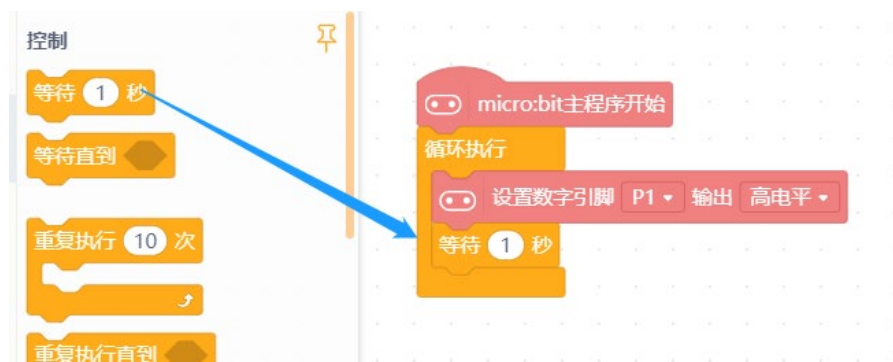 控制
等待 1 秒
等待直到
重复执行 10 次
重复执行直到
micro:bit主程序开始
循环执行
设置数字引脚 P1 输出 高电平
等待 1 秒